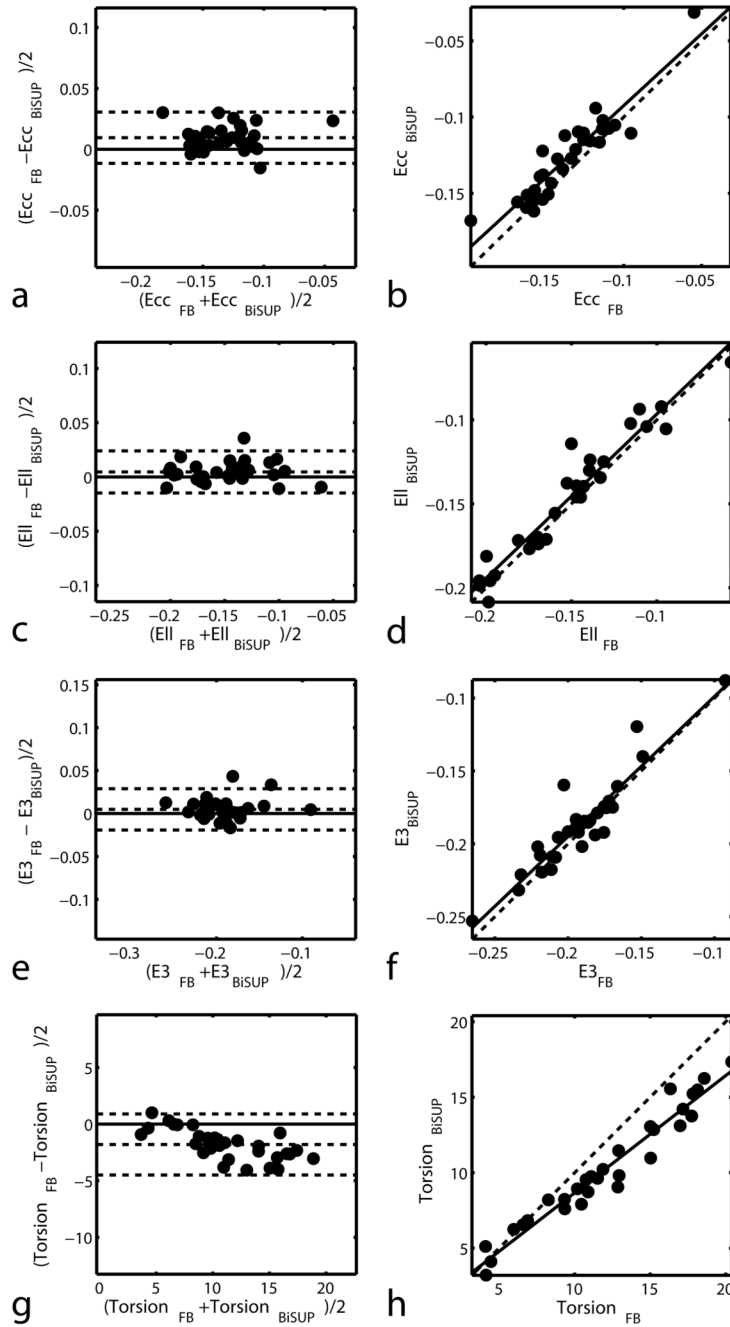 0.1
0.05
0
−0.05
(Ecc FB −Ecc BiSUP )/2
−0.2 −0.15 −0.1 −0.05
(Ecc FB +Ecc BiSUP )/2
a
−0.05
−0.1
−0.15
Ecc BiSUP
−0.15 −0.1 −0.05
Ecc FB
b
0.1
0.05
0
−0.05
−0.1
(Ell FB −Ell BiSUP )/2
−0.25 −0.2 −0.15 −0.1 −0.05
(Ell FB +Ell BiSUP )/2
c
−0.1
−0.15
−0.2
Ell BiSUP
−0.2 −0.15 −0.1
Ell FB
d
0.15
0.1
0.05
0
−0.05
−0.1
(E3 FB − E3 BiSUP)/2
−0.3 −0.2 −0.1
(E3 FB +E3 BiSUP )/2
e
−0.1
−0.15
−0.2
−0.25
E3 BiSUP
−0.25 −0.2 −0.15 −0.1
E3 FB
f
5
0
−5
−10
(Torsion FB −Torsion BiSUP )/2
0 5 10 15 20
(Torsion FB +Torsion BiSUP )/2
g
20
15
10
5
Torsion BiSUP
5 10 15 20
Torsion FB
h